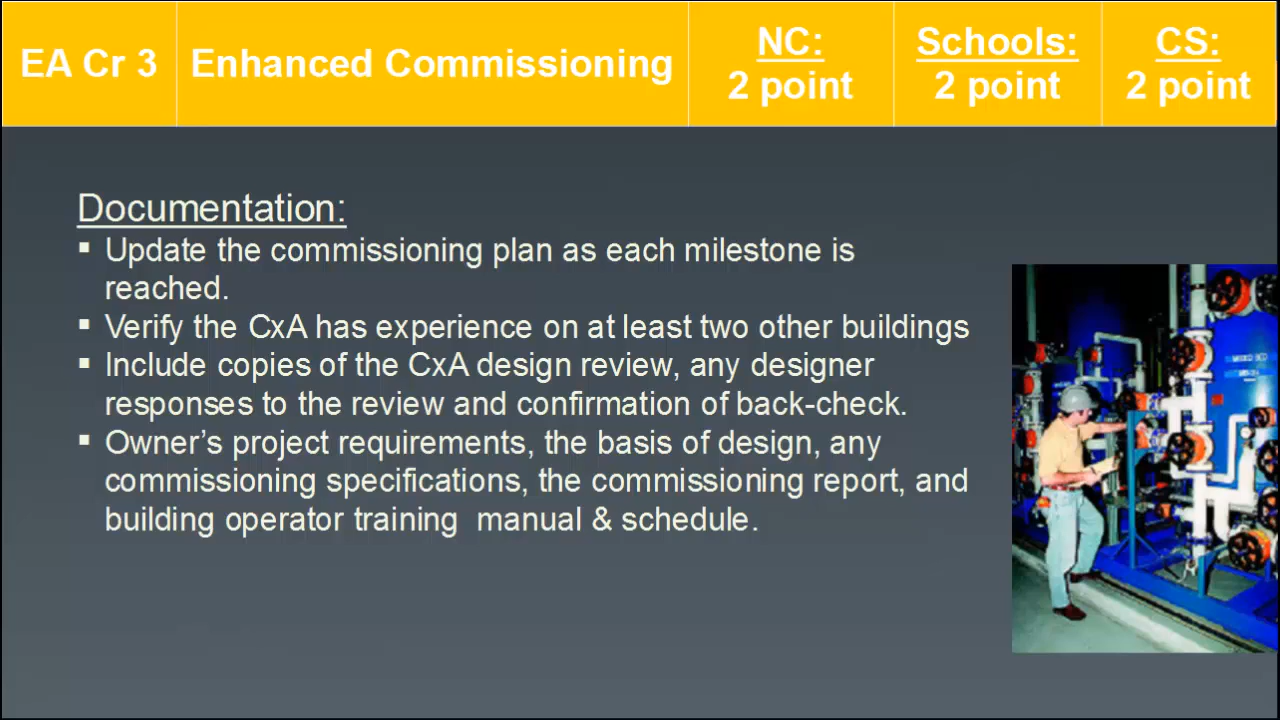 EA Cr 3
Enhanced Commissioning
NC:
2 point
Schools:
2 point
CS:
2 point
Documentation:
▪ Update the commissioning plan as each milestone is
reached.
▪ Verify the CxA has experience on at least two other buildings
▪ Include copies of the CxA design review, any designer
responses to the review and confirmation of back-check.
▪ Owner’s project requirements, the basis of design, any
commissioning specifications, the commissioning report, and
building operator training  manual & schedule.